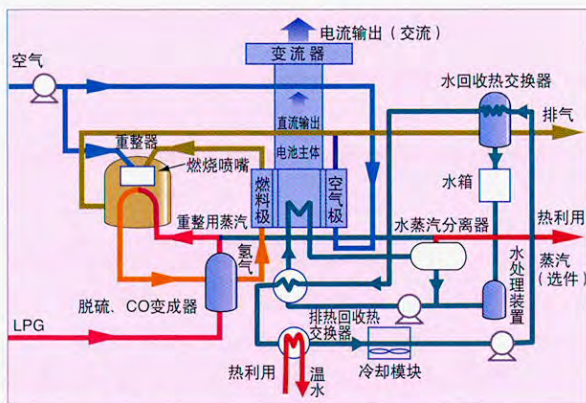 电流输出（交流）
变流器
空气
水回收热交换器
直流输出
排气
重整器
电池主体
燃烧喷嘴
水箱
燃料极
空气极
重整用蒸汽
水蒸汽分离器
热利用
氢气
蒸汽
（选件）
水处理装置
脱硫、CO变成器
排热回收热
交换器
LPG
热利用
温水
冷却模块